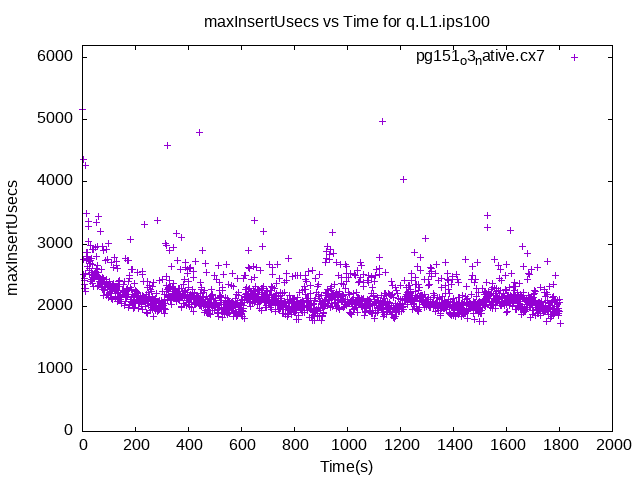 maxInsertUsecs vs Time for q.L1.ips100
pg151o3native.cx7
6000
5000
4000
3000
2000
1000
0
maxInsertUsecs
0 200 400 600 800 1000 1200 1400 1600 1800 2000
Time(s)